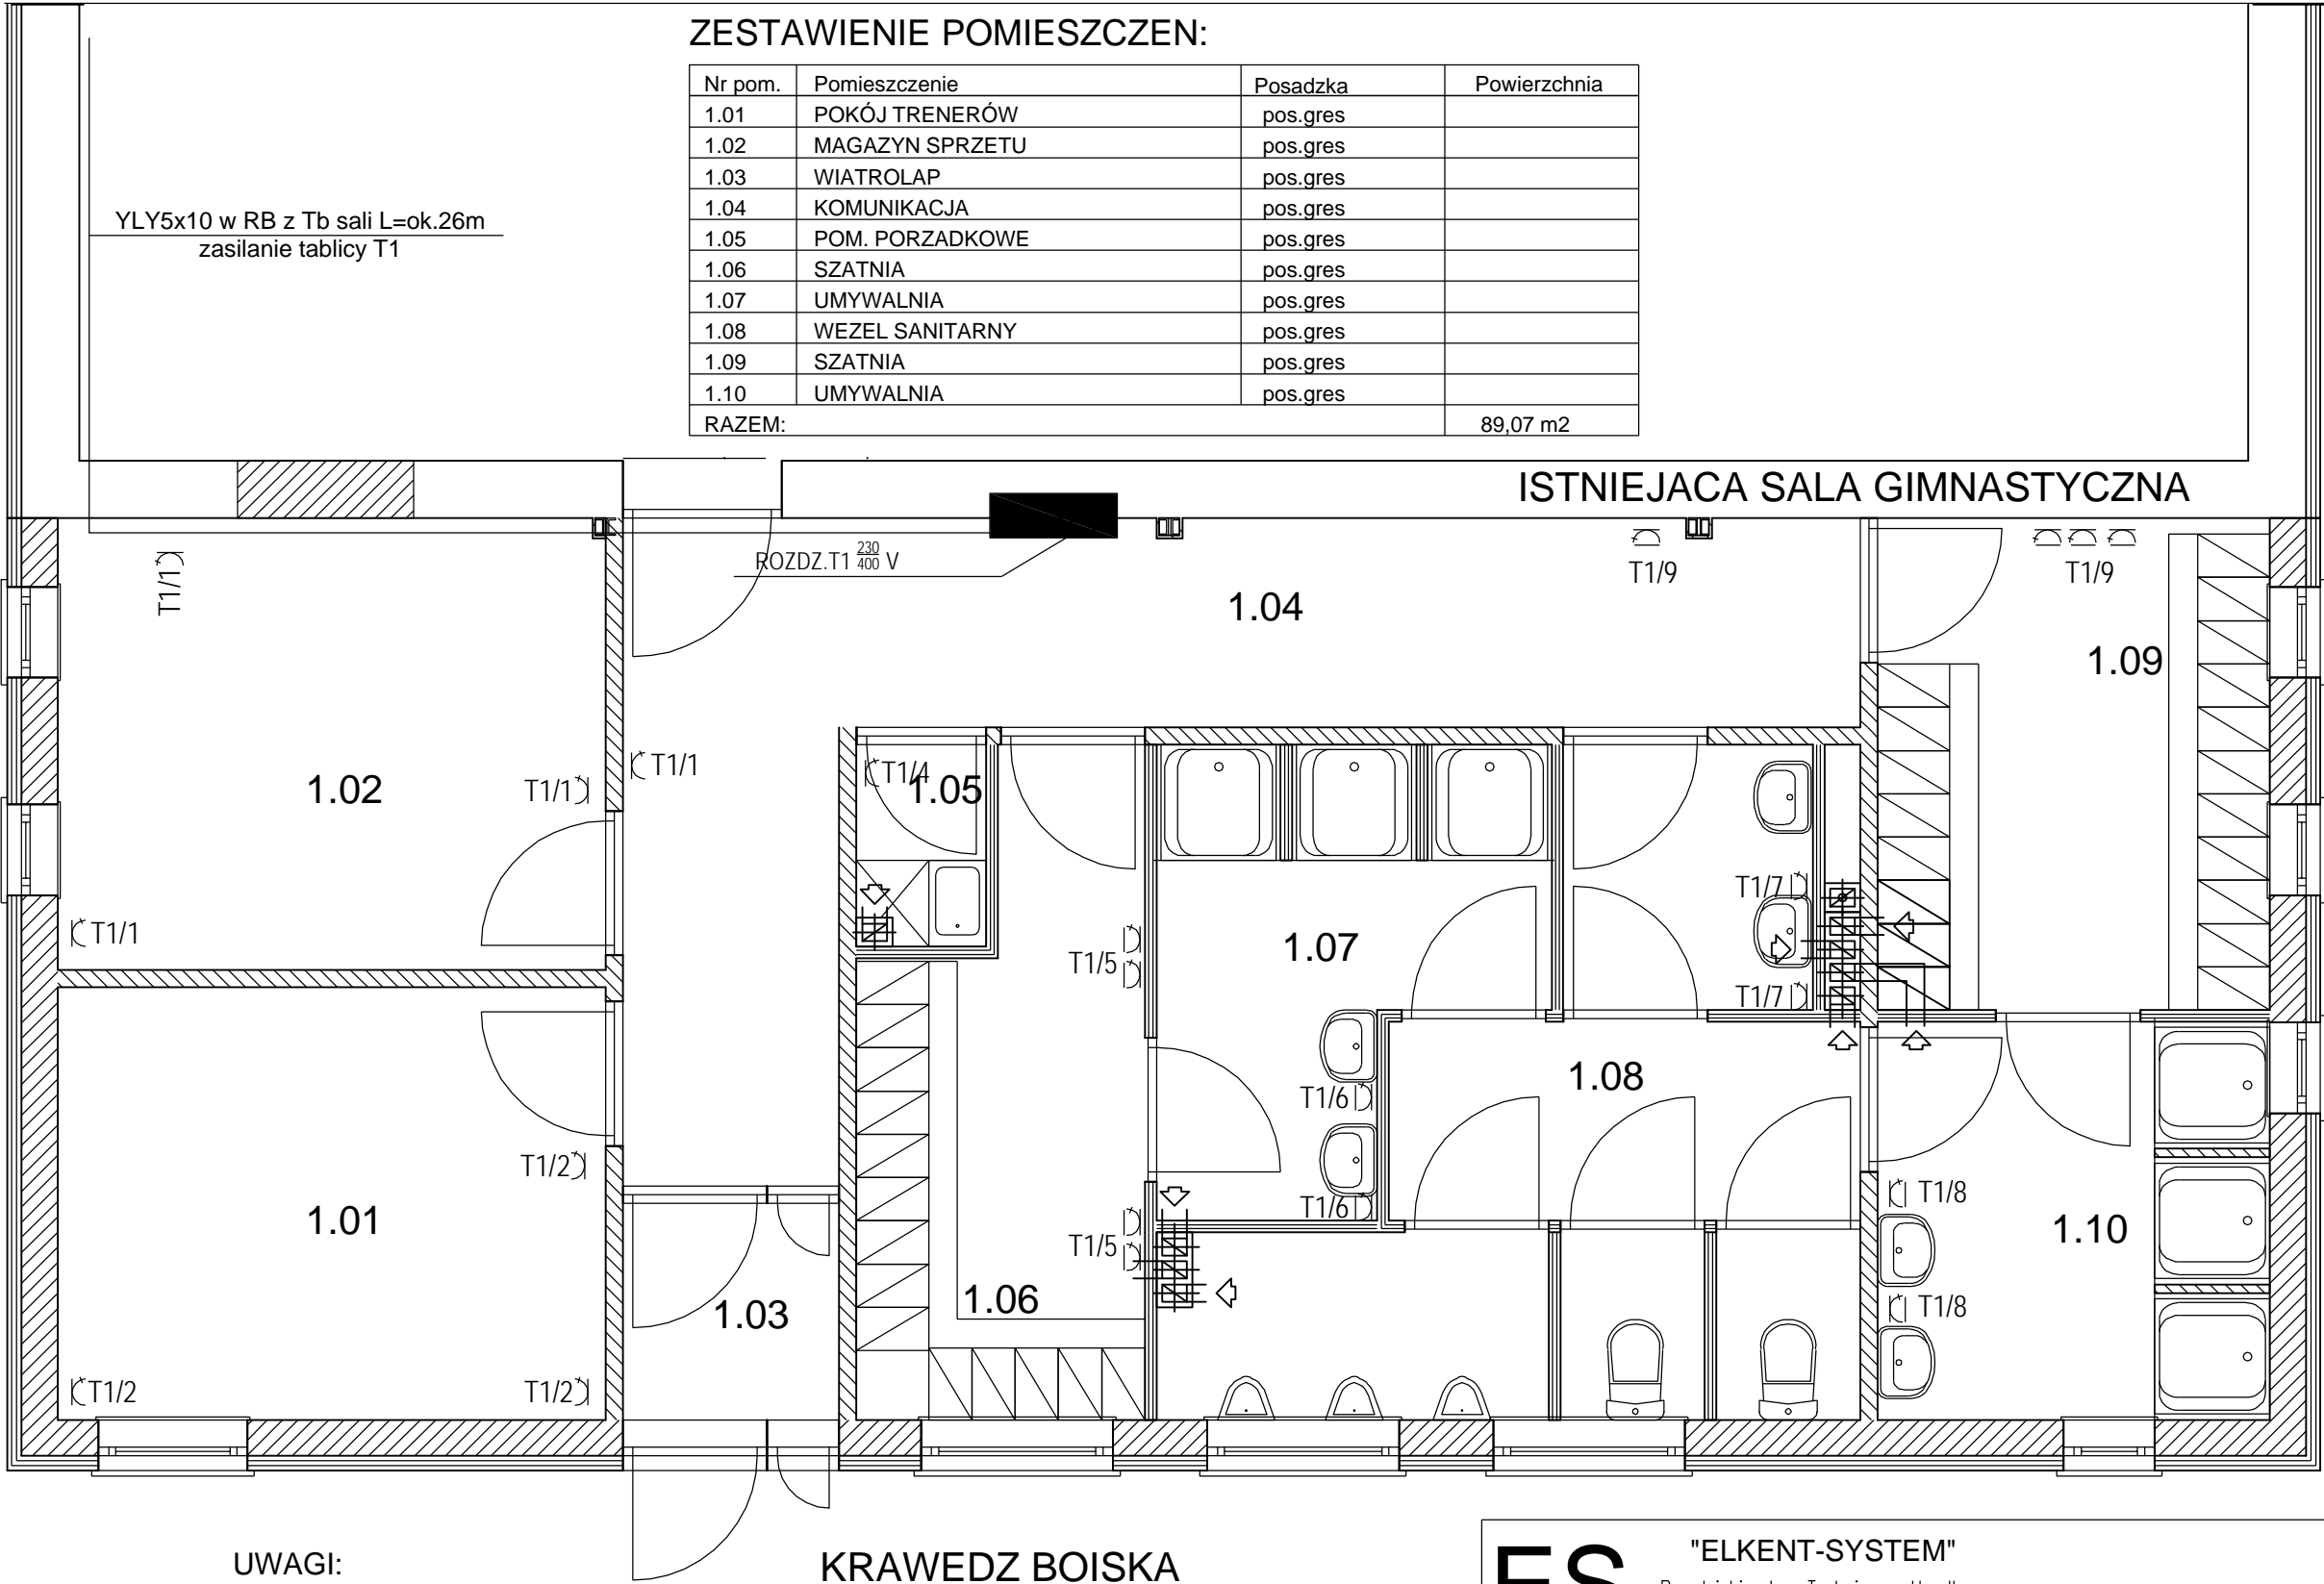 ZESTAWIENIE POMIESZCZEN:
Nr pom. Pomieszczenie Posadzka Powierzchnia
1.01 POKÓJ TRENERÓW pos.gres
1.02 MAGAZYN SPRZETU pos.gres
1.03 WIATROLAP pos.gres
1.04 KOMUNIKACJA pos.gres
1.05 POM. PORZADKOWE pos.gres
1.06 SZATNIA pos.gres
1.07 UMYWALNIA pos.gres
1.08 WEZEL SANITARNY pos.gres
1.09 SZATNIA pos.gres
1.10 UMYWALNIA pos.gres
RAZEM: 89,07 m2
YLY5x10 w RB z Tb sali L=ok.26m
zasilanie tablicy T1
ISTNIEJACA SALA GIMNASTYCZNA
ROZDZ.T1 230/400 V
T1/1
T1/9
T1/9
1.04
1.09
1.02
T1/1
T1/1
T1/4
1.05
T1/1
T1/5
1.07
T1/7
T1/7
1.08
T1/6
T1/6
T1/2
1.01
T1/5
1.06
1.03
T1/8
1.10
T1/8
T1/2
T1/2
UWAGI:
KRAWEDZ BOISKA
ES
"ELKENT-SYSTEM"